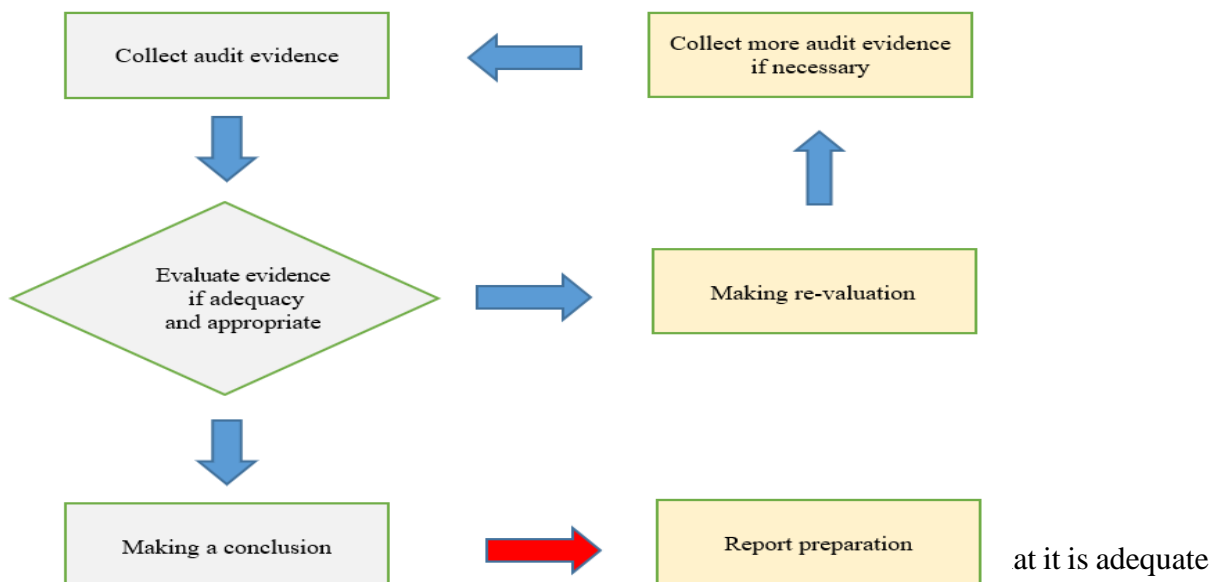 Collect audit evidence
Collect more audit evidence
if necessary
Evaluate evidence
if adequacy
and appropriate
Making re-valuation
Making a conclusion
Report preparation
at it is adequate